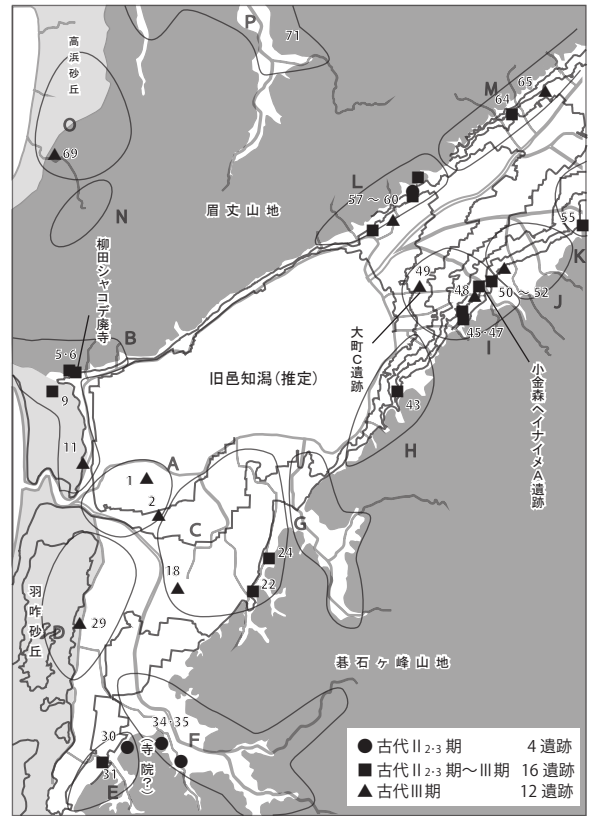 高浜砂丘
P
71
65
M
64
O
69
L
57～60
N
眉丈山地
55
K
柳田シャコデ廃寺
49
48
50～52
J
B
5・6
大町C遺跡
45・47
I
旧邑知潟(推定)
小金森ヘイナイメA遺跡
9
43
H
11
A
1
2
C
G
24
18
22
羽咋砂丘
D
29
碁石ヶ峰山地
34・35
30
F
(寺院?)
31
E
● 古代Ⅱ2・3期 4遺跡
■ 古代Ⅱ2・3期～Ⅲ期 16遺跡
▲ 古代Ⅲ期 12遺跡